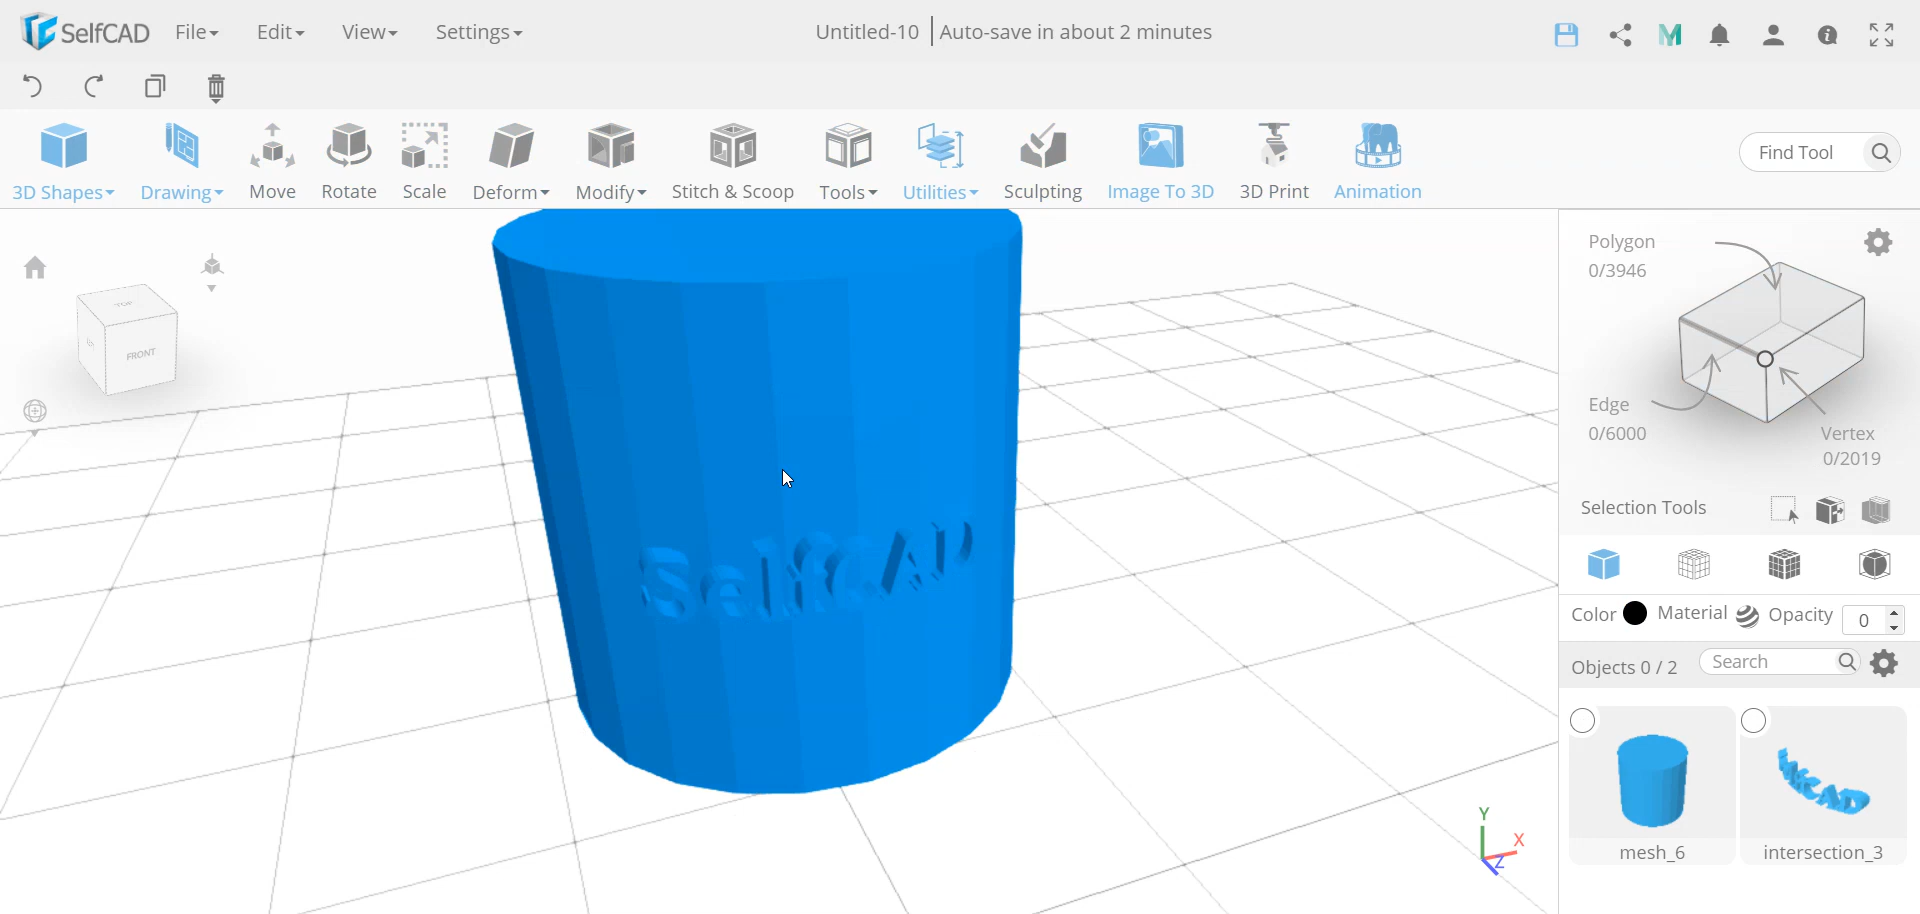 SelfCAD File Edit View Settings Untitled-10 Auto-save in about 2 minutes
3D Shapes Drawing Move Rotate Scale Deform Modify Stitch & Scoop Tools Utilities Sculpting Image To 3D 3D Print Animation Find Tool
Polygon
0/3946
TOP
FRONT
Edge
0/6000
Vertex
0/2019
Selection Tools
SelfCAD
Color Material Opacity 0
Objects 0 / 2 Search
Y
X
Z
mesh_6 intersection_3